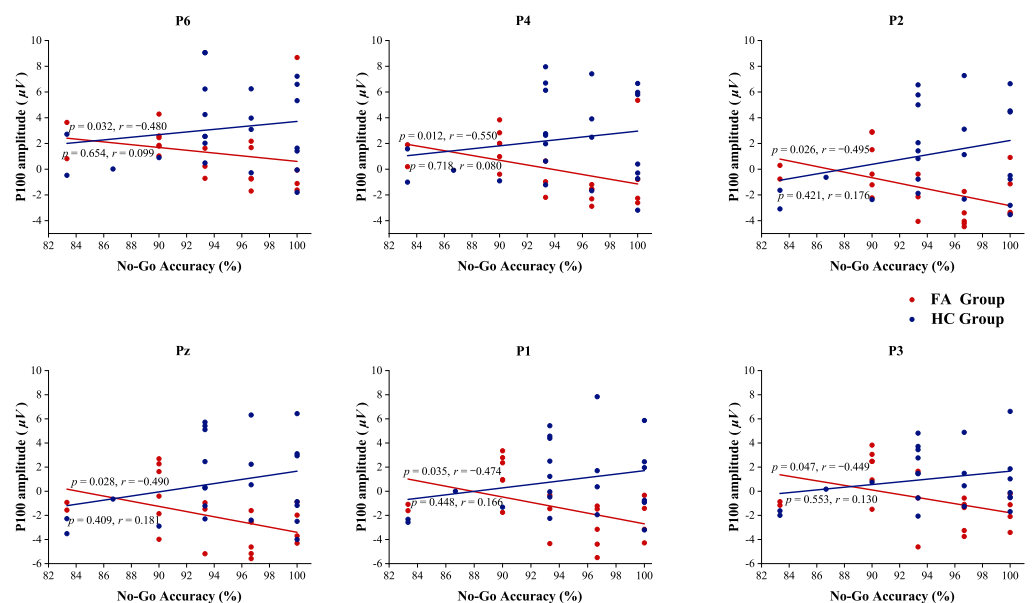 P6
P100 amplitude (μV)
10
8
6
4
2
0
-2
-4
p = 0.032, r = −0.480
p = 0.654, r = 0.099
82 84 86 88 90 92 94 96 98 100
No-Go Accuracy (%)
P4
P100 amplitude (μV)
10
8
6
4
2
0
-2
-4
p = 0.012, r = −0.550
p = 0.718, r = 0.080
82 84 86 88 90 92 94 96 98 100
No-Go Accuracy (%)
P2
P100 amplitude (μV)
10
8
6
4
2
0
-2
-4
p = 0.026, r = −0.495
p = 0.421, r = 0.176
82 84 86 88 90 92 94 96 98 100
No-Go Accuracy (%)
FA Group
HC Group
Pz
P100 amplitude (μV)
10
8
6
4
2
0
-2
-4
-6
p = 0.028, r = −0.490
p = 0.409, r = 0.181
82 84 86 88 90 92 94 96 98 100
No-Go Accuracy (%)
P1
P100 amplitude (μV)
10
8
6
4
2
0
-2
-4
-6
p = 0.035, r = −0.474
p = 0.448, r = 0.166
82 84 86 88 90 92 94 96 98 100
No-Go Accuracy (%)
P3
P100 amplitude (μV)
10
8
6
4
2
0
-2
-4
-6
p = 0.047, r = −0.449
p = 0.553, r = 0.130
82 84 86 88 90 92 94 96 98 100
No-Go Accuracy (%)